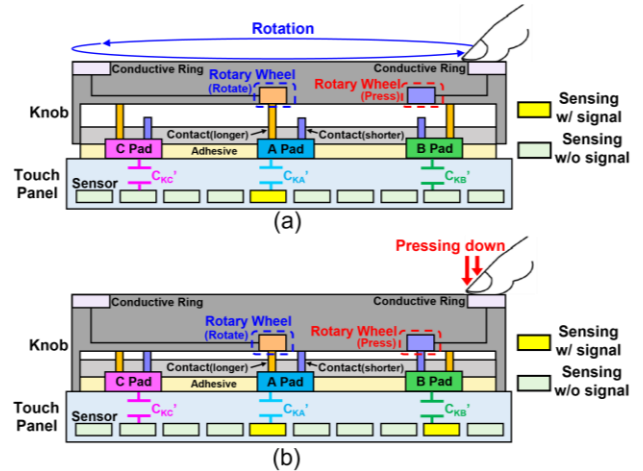 Rotation
Conductive Ring
Conductive Ring
Rotary Wheel
(Rotate)
Rotary Wheel
(Press)
Knob
Sensing
w/ signal
Contact(longer)
Contact(shorter)
Sensing
w/o signal
C Pad
Adhesive
A Pad
B Pad
Touch
Panel
Sensor
CKC'
CKA'
CKB'
(a)
Pressing down
Conductive Ring
Conductive Ring
Rotary Wheel
(Rotate)
Rotary Wheel
(Press)
Knob
Sensing
w/ signal
Contact(longer)
Contact(shorter)
Sensing
w/o signal
C Pad
Adhesive
A Pad
B Pad
Touch
Panel
Sensor
CKC'
CKA'
CKB'
(b)